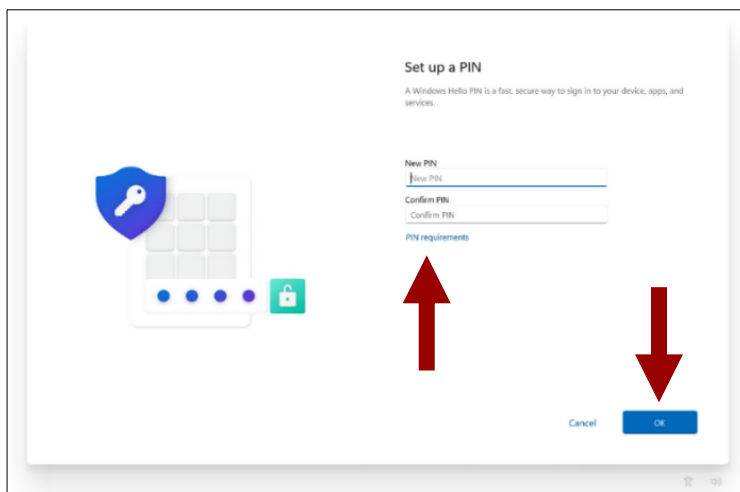 Set up a PIN
A Windows Hello PIN is a fast, secure way to sign in to your device, apps, and
services.
New PIN
New PIN
Confirm PIN
Confirm PIN
PIN requirements
Cancel
OK